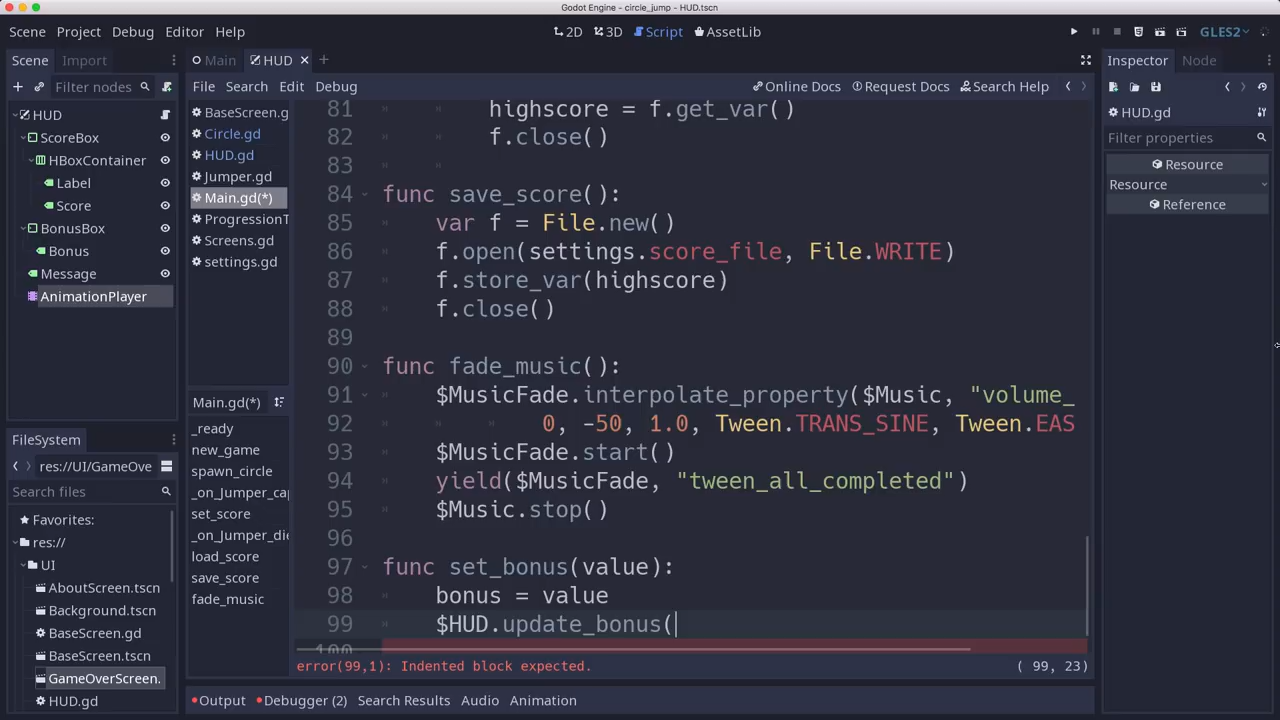 Godot Engine - circle_jump - HUD.tscn
Scene Project Debug Editor Help
2D 3D Script AssetLib
GLES2
Scene Import
Filter nodes
HUD
ScoreBox
HBoxContainer
Label
Score
BonusBox
Bonus
Message
AnimationPlayer
FileSystem
res://UI/GameOve
Search files
Favorites:
res://
UI
AboutScreen.tscn
Background.tscn
BaseScreen.gd
BaseScreen.tscn
GameOverScreen.
HUD.gd
Main HUD
File Search Edit Debug
Online Docs Request Docs Search Help
BaseScreen.g
Circle.gd
HUD.gd
Jumper.gd
Main.gd(*)
ProgressionT
Screens.gd
settings.gd
Main.gd(*)
_ready
new_game
spawn_circle
_on_Jumper_cap
set_score
_on_Jumper_die
load_score
save_score
fade_music
81 highscore = f.get_var()
82 f.close()
83
84 func save_score():
85 var f = File.new()
86 f.open(settings.score_file, File.WRITE)
87 f.store_var(highscore)
88 f.close()
89
90 func fade_music():
91 $MusicFade.interpolate_property($Music, "volume_
92 0, -50, 1.0, Tween.TRANS_SINE, Tween.EAS
93 $MusicFade.start()
94 yield($MusicFade, "tween_all_completed")
95 $Music.stop()
96
97 func set_bonus(value):
98 bonus = value
99 $HUD.update_bonus(
100
error(99,1): Indented block expected.
( 99, 23)
Output Debugger (2) Search Results Audio Animation
Inspector Node
HUD.gd
Filter properties
Resource
Resource
Reference